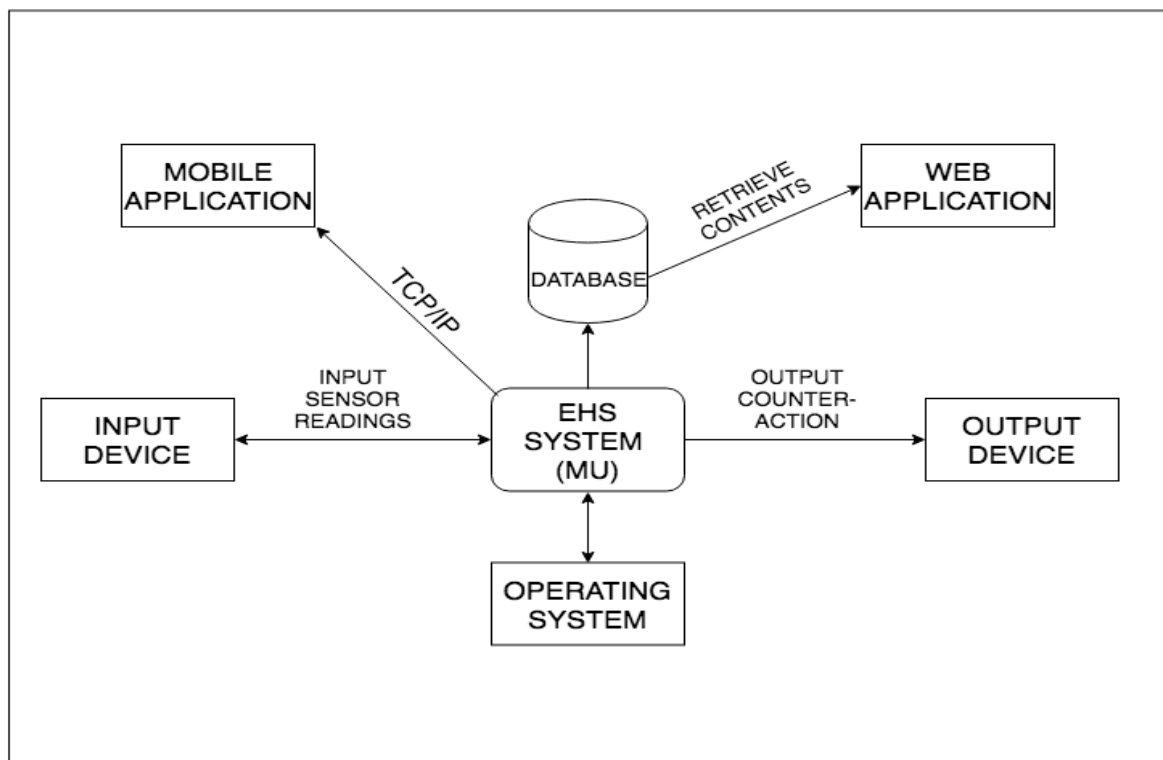 MOBILE
APPLICATION
RETRIEVE
CONTENTS
WEB
APPLICATION
DATABASE
TCP/IP
INPUT
SENSOR
READINGS
OUTPUT
COUNTER-
ACTION
INPUT
DEVICE
EHS
SYSTEM
(MU)
OUTPUT
DEVICE
OPERATING
SYSTEM